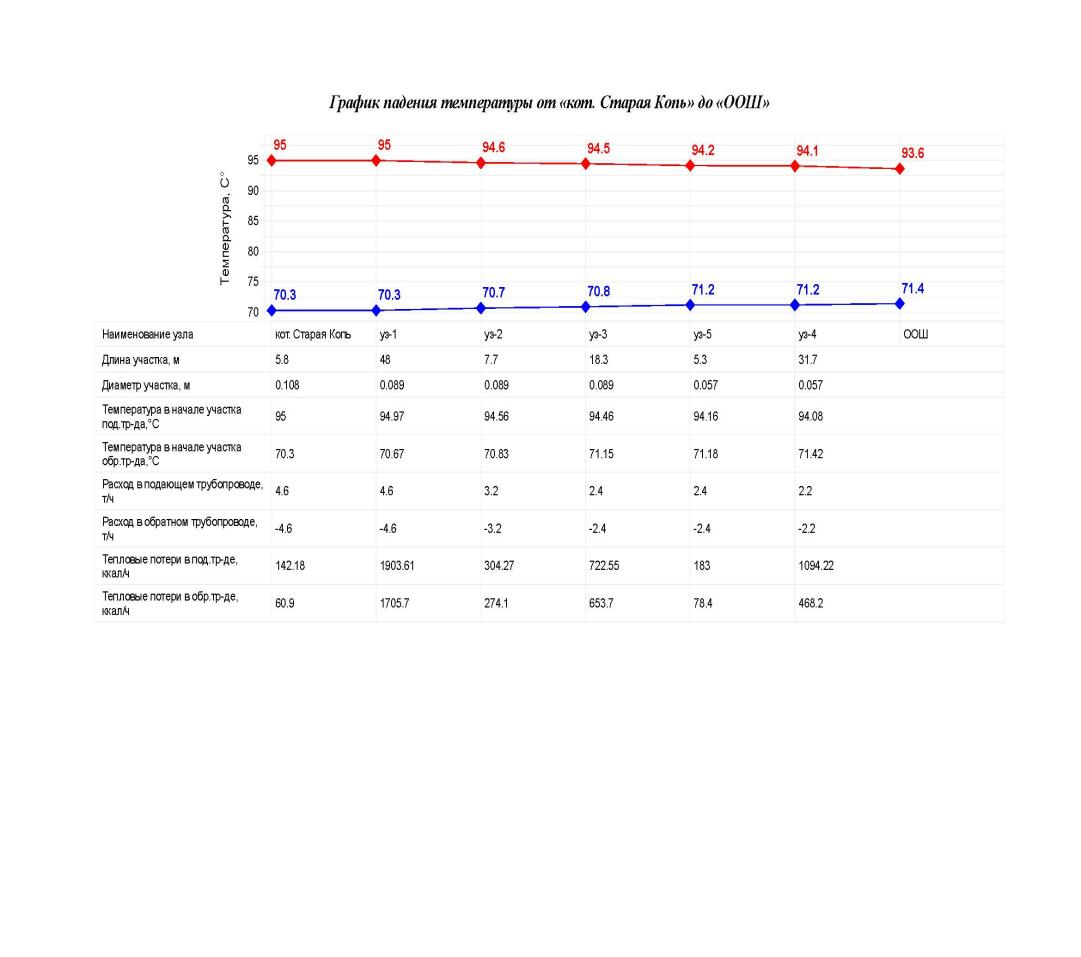 График падения температуры от «кот. Старая Копь» до «ООШ»
95 95 94.6 94.5 94.2 94.1 93.6
Температура, С°
95
90
85
80
75
70
70.3 70.3 70.7 70.8 71.2 71.2 71.4
Наименование узла кот. Старая Копь уз-1 уз-2 уз-3 уз-5 уз-4 ООШ
Длина участка, м 5.8 48 7.7 18.3 5.3 31.7
Диаметр участка, м 0.108 0.089 0.089 0.089 0.057 0.057
Температура в начале участка
под.тр-да,°С 95 94.97 94.56 94.46 94.16 94.08
Температура в начале участка
обр.тр-да,°С 70.3 70.67 70.83 71.15 71.18 71.42
Расход в подающем трубопроводе,
т/ч 4.6 4.6 3.2 2.4 2.4 2.2
Расход в обратном трубопроводе,
т/ч -4.6 -4.6 -3.2 -2.4 -2.4 -2.2
Тепловые потери в под.тр-де,
ккал/ч 142.18 1903.61 304.27 722.55 183 1094.22
Тепловые потери в обр.тр-де,
ккал/ч 60.9 1705.7 274.1 653.7 78.4 468.2